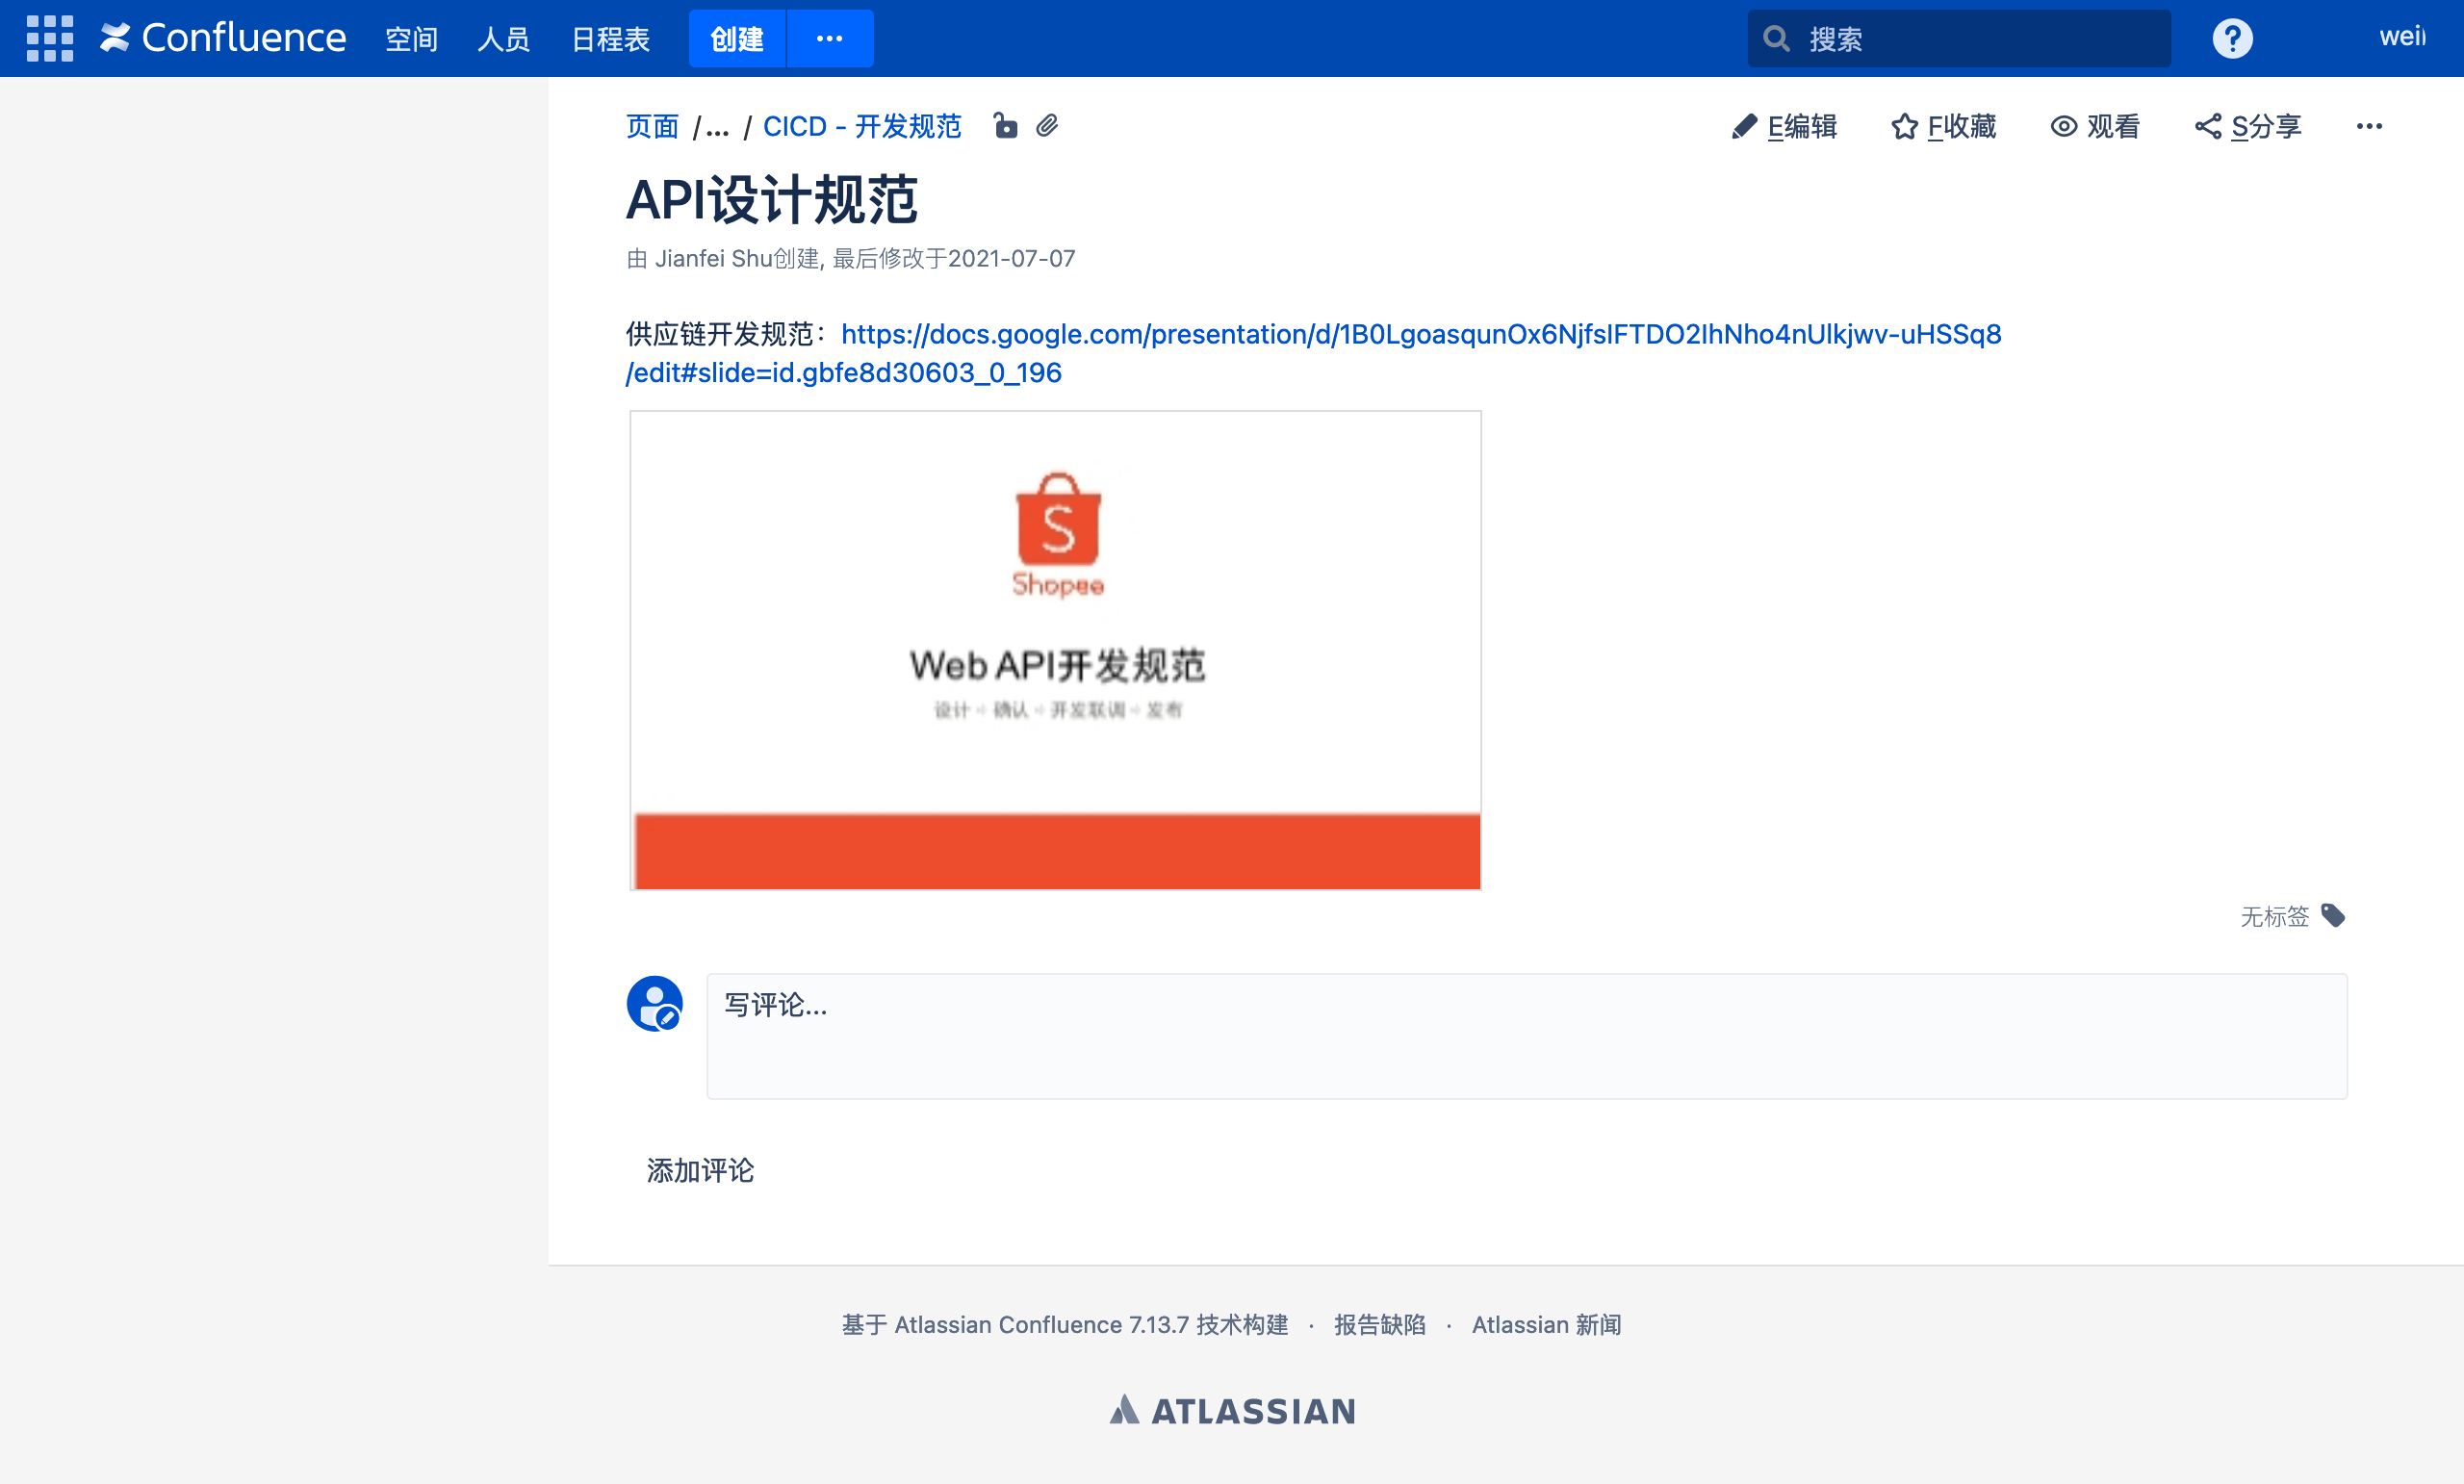 Confluence 空间 人员 日程表 创建 ··· 搜索 ? weil
页面 /... / CICD - 开发规范 E编辑 F收藏 观看 S分享 ···
API设计规范
由 Jianfei Shu创建, 最后修改于2021-07-07
供应链开发规范：https://docs.google.com/presentation/d/1B0LgoasqunOx6NjfsIFTDO2IhNho4nUlkjwv-uHSSq8
/edit#slide=id.gbfe8d30603_0_196
S
Shopee
Web API开发规范
设计 → 确认 → 开发联调 → 发布
无标签
写评论...
添加评论
基于 Atlassian Confluence 7.13.7 技术构建 · 报告缺陷 · Atlassian 新闻
ATLASSIAN